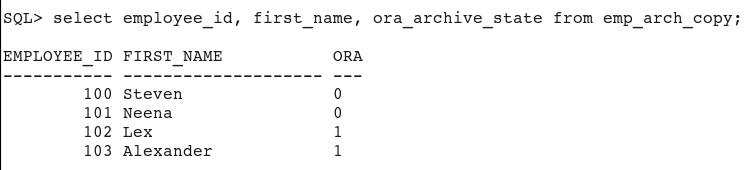 SQL> select employee_id, first_name, ora_archive_state from emp_arch_copy;
EMPLOYEE_ID FIRST_NAME           ORA
----------- -------------------- ---
        100 Steven               0
        101 Neena                0
        102 Lex                  1
        103 Alexander            1